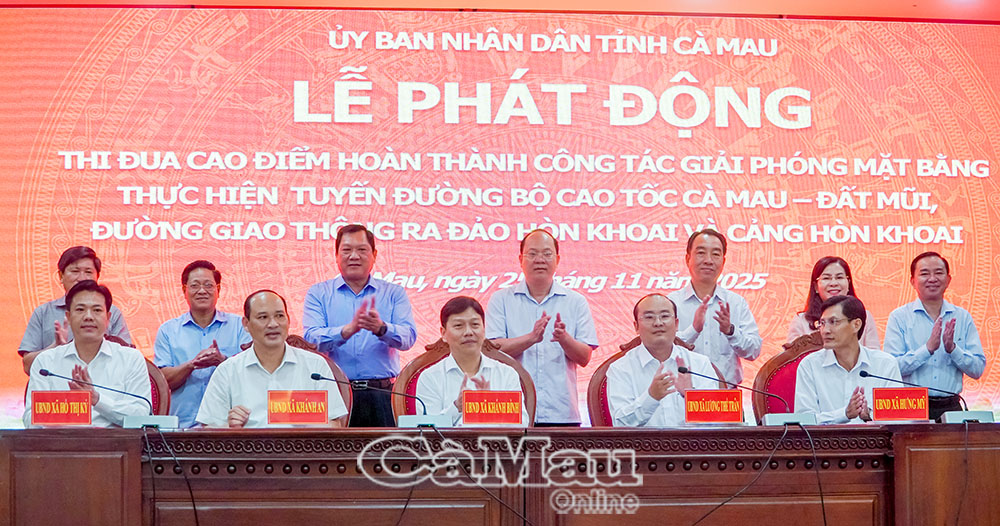 ỦY BAN NHÂN DÂN TỈNH CÀ MAU
LỄ PHÁT ĐỘNG
THI ĐUA CAO ĐIỂM HOÀN THÀNH CÔNG TÁC GIẢI PHÓNG MẶT BẰNG
THỰC HIỆN TUYẾN ĐƯỜNG BỘ CAO TỐC CÀ MAU – ĐẤT MŨI,
ĐƯỜNG GIAO THÔNG RA ĐẢO HÒN KHOAI VÀ CẢNG HÒN KHOAI
Mau, ngày 11 năm 2025
UBND XÃ HỒ THỊ KỶ
UBND XÃ KHÁNH AN
UBND XÃ KHÁNH BÌNH
UBND XÃ LƯƠNG THẾ TRÂN
UBND XÃ HƯNG MỸ
CàMau
Online